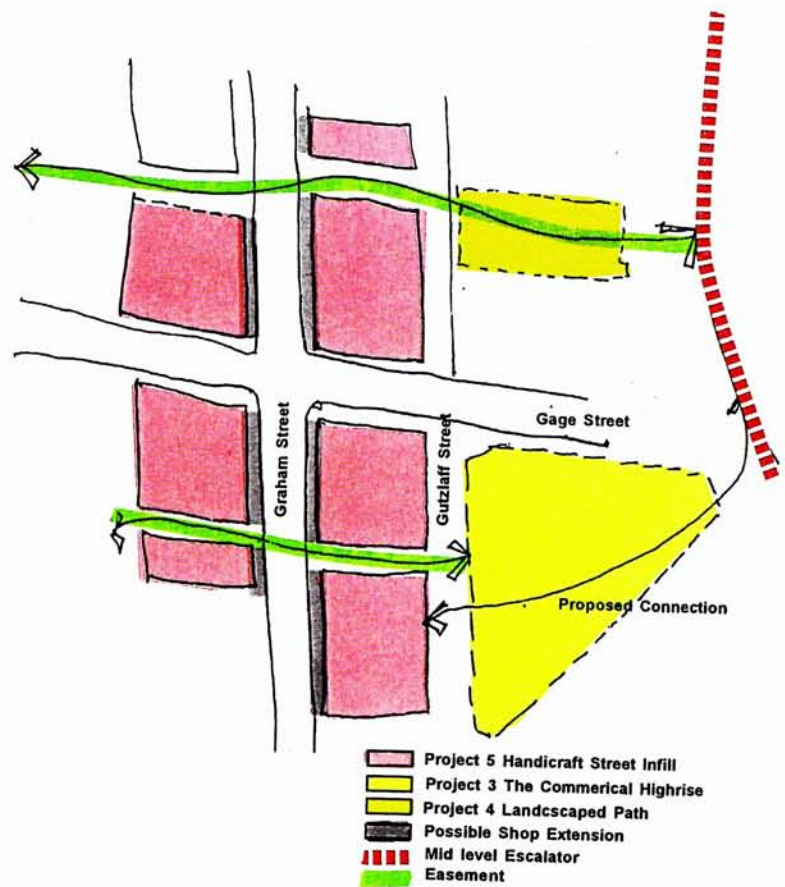 Gage Street
Graham Street
Gutzlaff Street
Proposed Connection
Project 5 Handicraft Street Infill
Project 3 The Commerical Highrise
Project 4 Landcscaped Path
Possible Shop Extension
Mid level Escalator
Easement